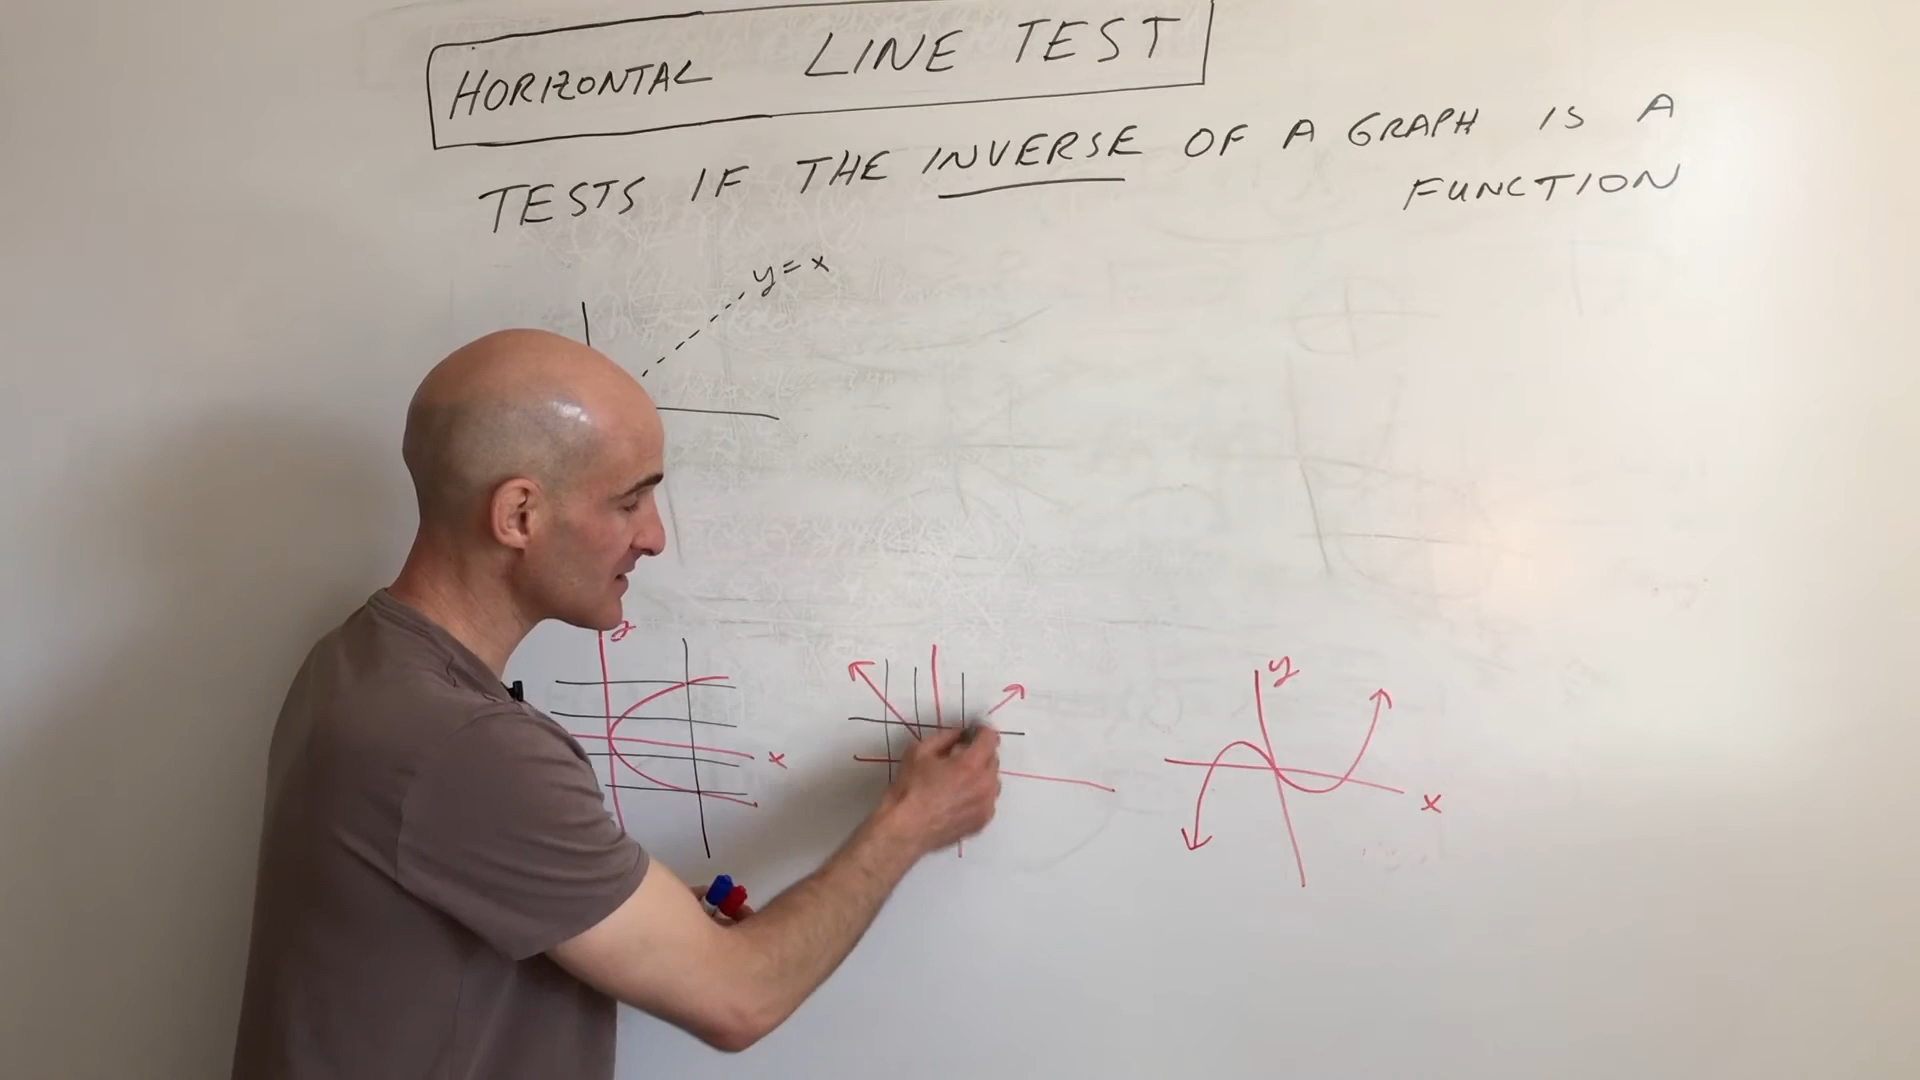 HORIZONTAL LINE TEST
TESTS IF THE INVERSE OF A GRAPH IS A
FUNCTION
y = x
x
y
x